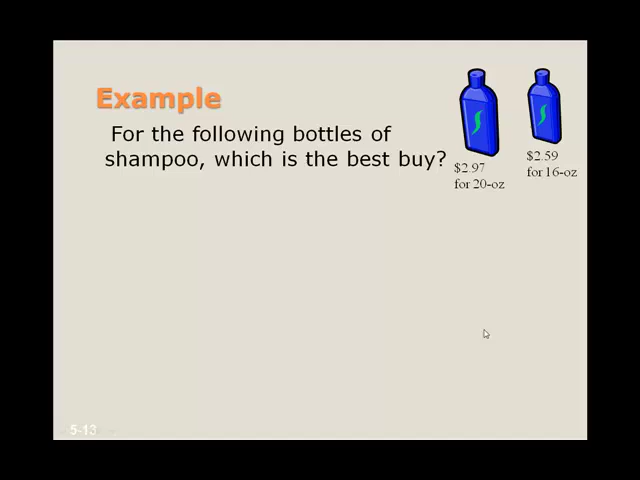 Example
For the following bottles of
shampoo, which is the best buy?
$2.97
for 20-oz
$2.59
for 16-oz
5-13